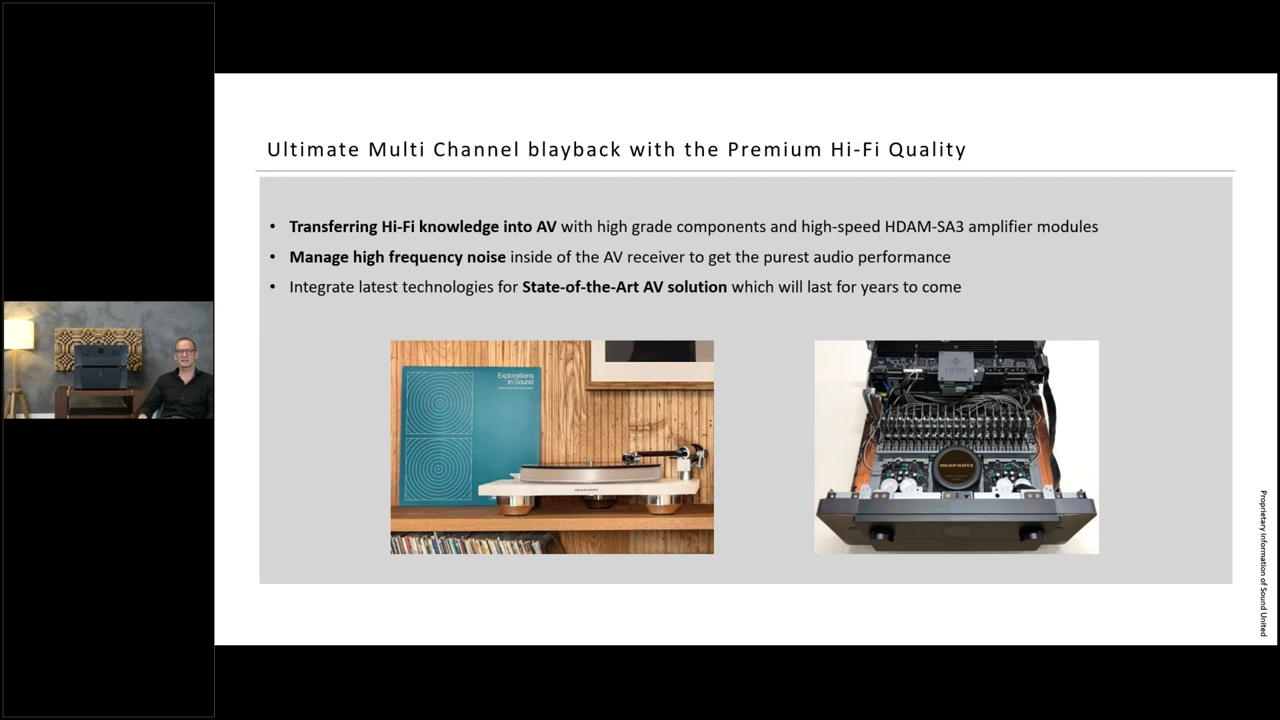 Ultimate Multi Channel blayback with the Premium Hi-Fi Quality
• Transferring Hi-Fi knowledge into AV with high grade components and high-speed HDAM-SA3 amplifier modules
• Manage high frequency noise inside of the AV receiver to get the purest audio performance
• Integrate latest technologies for State-of-the-Art AV solution which will last for years to come
Explorations
In Sound
marantz
marantz
Proprietary information of Sound United